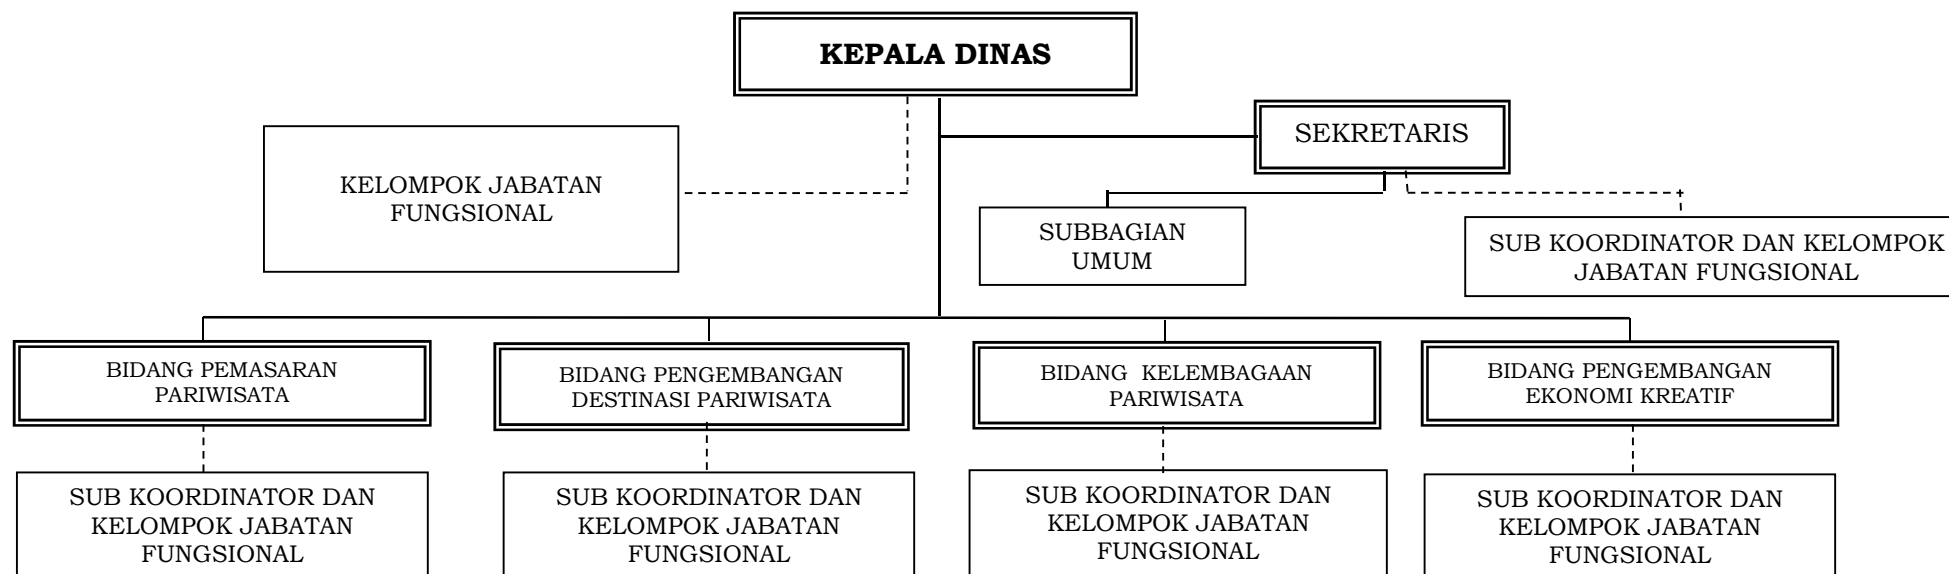 KEPALA DINAS
SEKRETARIS
KELOMPOK JABATAN
FUNGSIONAL
SUBBAGIAN
UMUM
SUB KOORDINATOR DAN KELOMPOK
JABATAN FUNGSIONAL
BIDANG PEMASARAN
PARIWISATA
BIDANG PENGEMBANGAN
DESTINASI PARIWISATA
BIDANG KELEMBAGAAN
PARIWISATA
BIDANG PENGEMBANGAN
EKONOMI KREATIF
SUB KOORDINATOR DAN
KELOMPOK JABATAN
FUNGSIONAL
SUB KOORDINATOR DAN
KELOMPOK JABATAN
FUNGSIONAL
SUB KOORDINATOR DAN
KELOMPOK JABATAN
FUNGSIONAL
SUB KOORDINATOR DAN
KELOMPOK JABATAN
FUNGSIONAL